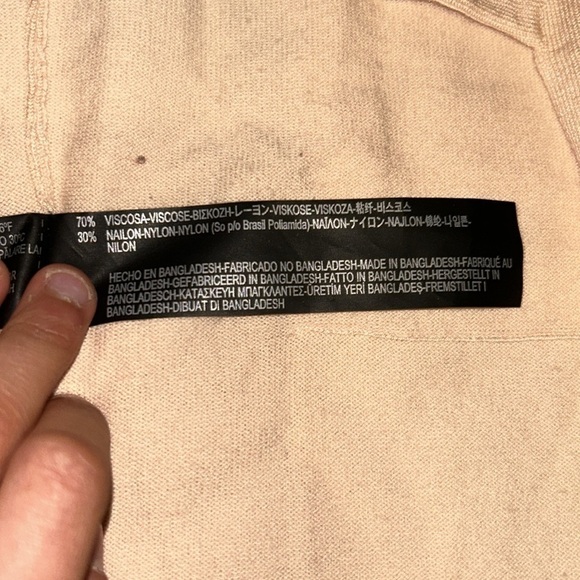 70% VISCOSA-VISCOSE-ΒΙΣΚΟΖΗ-レーヨン-VISKOSE-VISKOZA-粘纤-비스코스
30% NAILON-NYLON-NYLON (So p/o Brasil Poliamida)-ΝΑΪΛΟΝ-ナイロン-NAJLON-锦纶-나일론-
NILON
HECHO EN BANGLADESH-FABRICADO NO BANGLADESH-MADE IN BANGLADESH-FABRIQUÉ AU
BANGLADESH-GEFABRICEERD IN BANGLADESH-FATTO IN BANGLADESH-HERGESTELLT IN
BANGLADESCH-ΚΑΤΑΣΚΕΥΗ ΜΠΑΓΚΛΑΝΤΕΣ-ÜRETİM YERİ BANGLADEŞ-FREMSTILLET I
BANGLADESH-DIBUAT DI BANGLADESH